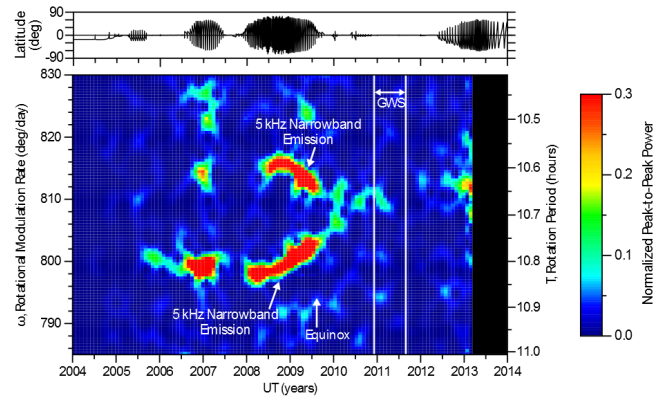 Latitude
(deg)
90
0
-90
ω, Rotational Modulation Rate (deg/day)
830
820
810
800
790
GWS
5 kHz Narrowband
Emission
5 kHz Narrowband
Emission
Equinox
10.5
10.6
10.7
10.8
10.9
11.0
T, Rotation Period (hours)
0.3
0.2
0.1
0.0
Normalized Peak-to-Peak Power
2004 2005 2006 2007 2008 2009 2010 2011 2012 2013 2014
UT (years)